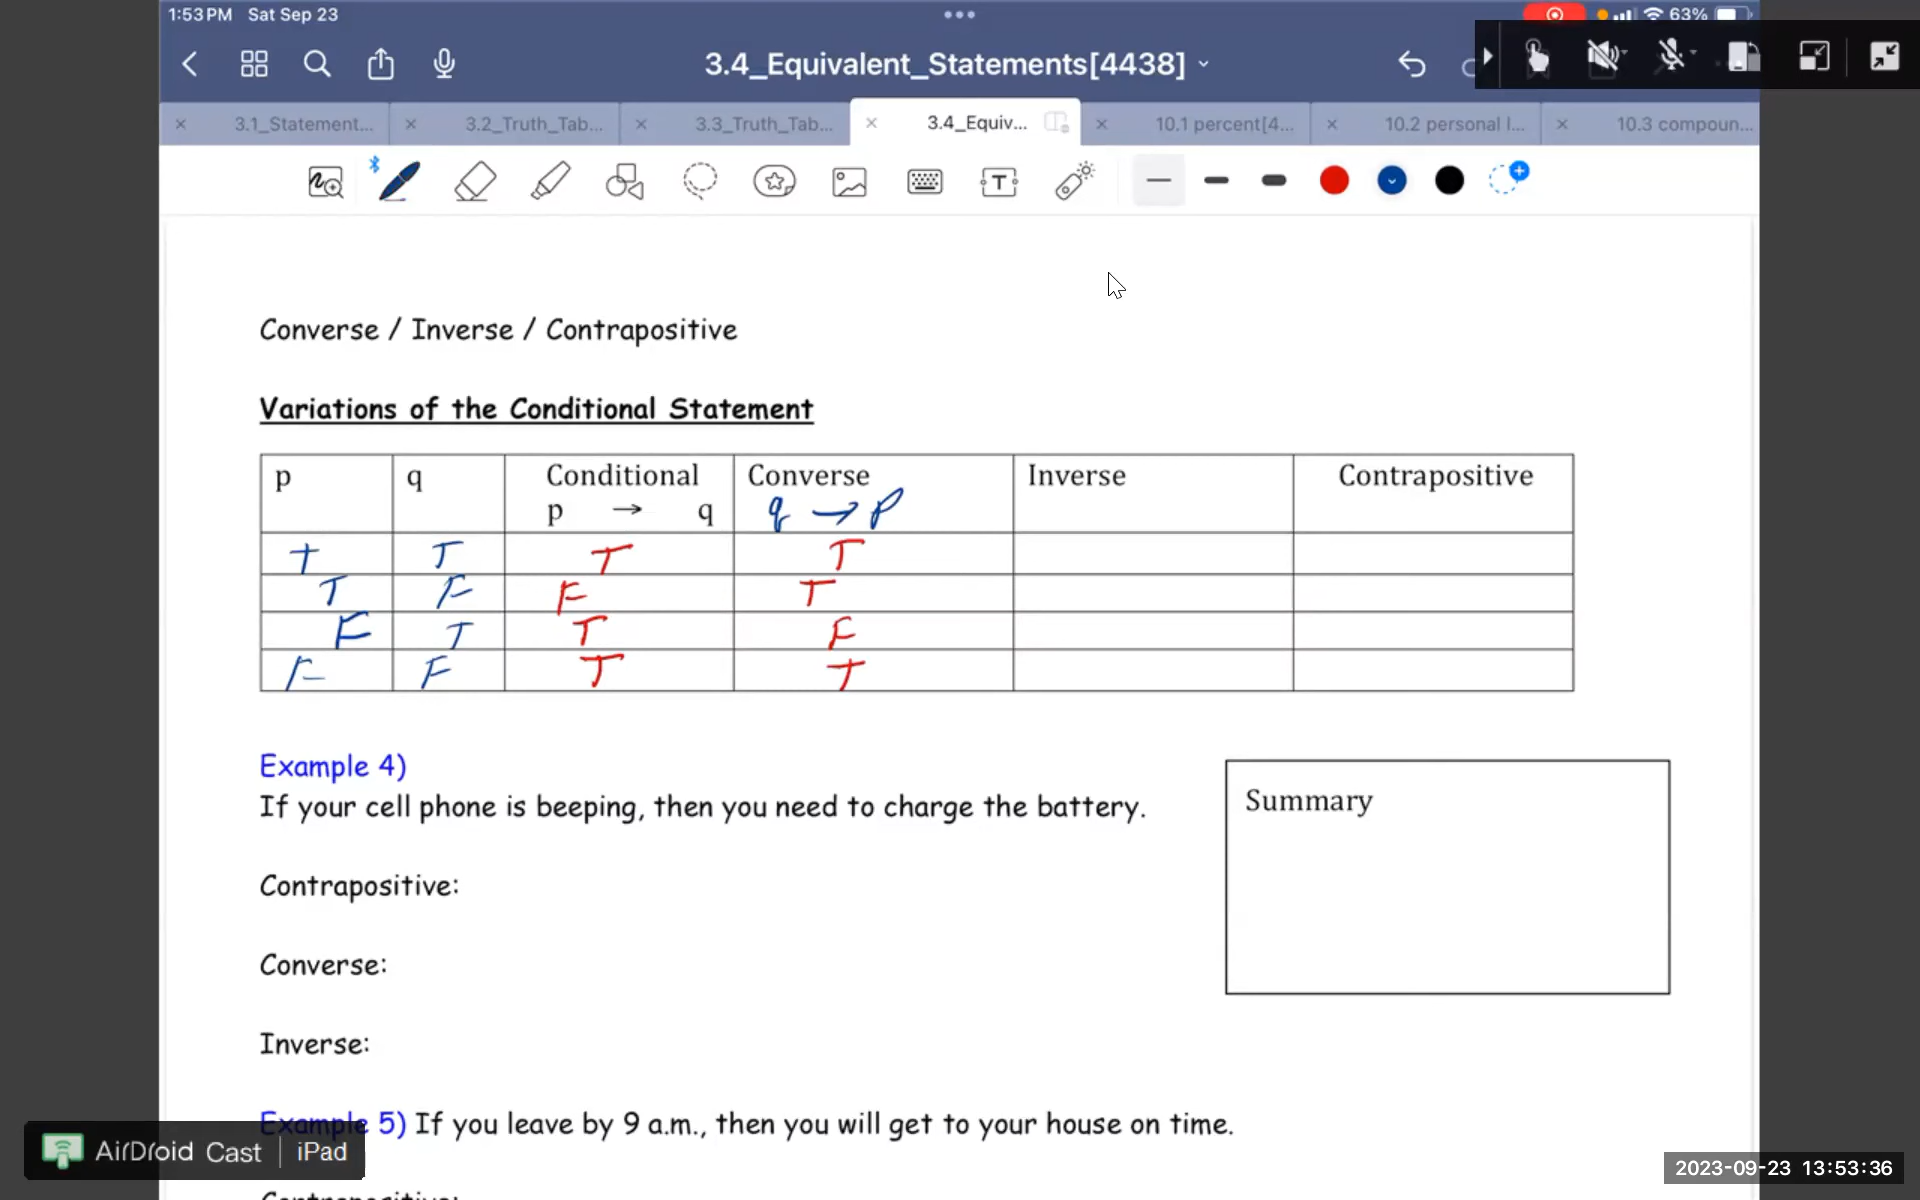 1:53 PM Sat Sep 23
63%
3.4_Equivalent_Statements[4438]
3.1_Statement... 3.2_Truth_Tab... 3.3_Truth_Tab... 3.4_Equiv... 10.1 percent[4... 10.2 personal l... 10.3 compoun...
Converse / Inverse / Contrapositive
Variations of the Conditional Statement
p q Conditional Converse Inverse Contrapositive
p → q q → p
T T T T
T F F T
F T T F
F F T T
Example 4)
If your cell phone is beeping, then you need to charge the battery.
Summary
Contrapositive:
Converse:
Inverse:
Example 5) If you leave by 9 a.m., then you will get to your house on time.
AirDroid Cast | iPad
2023-09-23 13:53:36
Contrapositive: